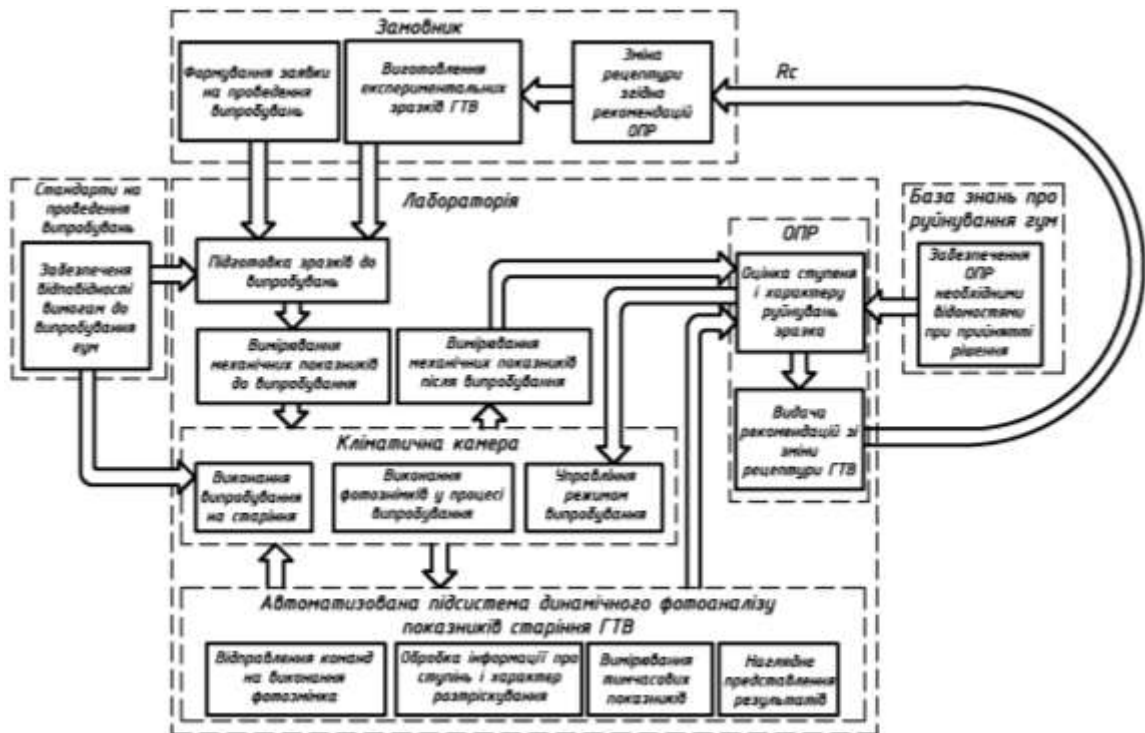 Замовник
Формування заявки
на проведення
випробувань
Виготовлення
експериментальних
зразків ГТВ
Зміна
рецептури
згідна
рекомендацій
ОПР
Rc
Стандарти на
проведення
випробувань
Забезпеченя
відповідності
вимогам до
випробування
гум
Лабораторія
Підготовка зразків до
випробувань
Вимірювання
механічних показників
до випробування
Вимірювання
механічних показників
після випробування
ОПР
Оцінка ступеня
і характеру
руйнувань
зразка
Видача
рекомендацій зі
зміни
рецептури ГТВ
База знань про
руйнування гум
Забезпечення
ОПР
необхідними
відомостями
при прийнятті
рішення
Кліматична камера
Виконання
випробування
на старіння
Виконання
фотознімків у процесі
випробування
Управління
режимом
випробування
Автоматизована підсистема динамічного фотоаналізу
показників старіння ГТВ
Відправлення команд
на виконання
фотознімка
Обробка інформації про
ступінь і характер
розтріскування
Вимірювання
тимчасових
показників
Наглядне
представлення
результатів